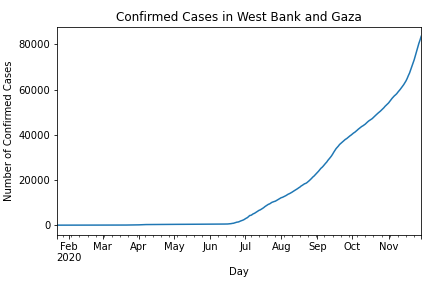 Confirmed Cases in West Bank and Gaza
80000
60000
40000
20000
0
Number of Confirmed Cases
Feb Mar Apr May Jun Jul Aug Sep Oct Nov
2020
Day